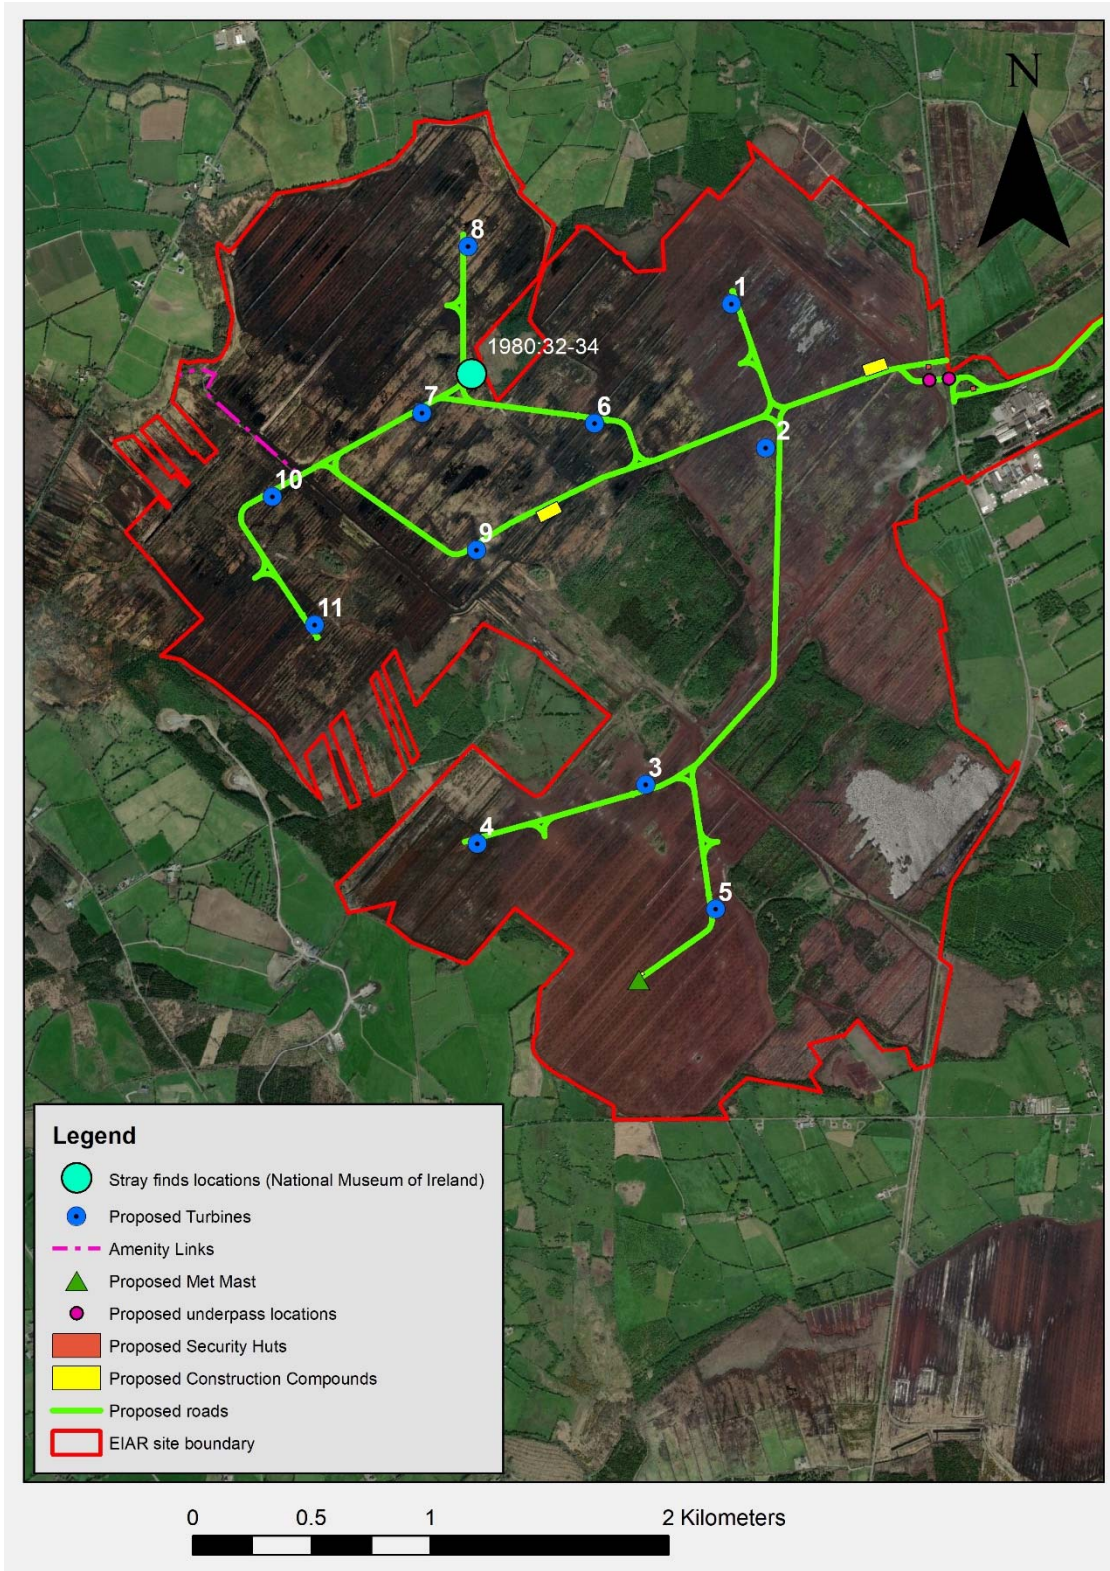 N
8
1
1980:32-34
7
6
2
10
9
11
3
4
5
Legend
Stray finds locations (National Museum of Ireland)
Proposed Turbines
Amenity Links
Proposed Met Mast
Proposed underpass locations
Proposed Security Huts
Proposed Construction Compounds
Proposed roads
EIAR site boundary
0 0.5 1 2 Kilometers